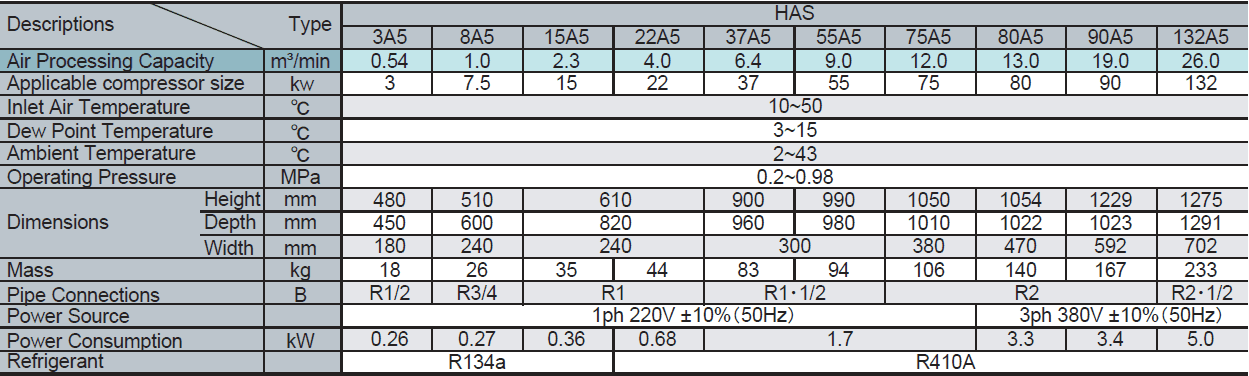 Descriptions Type HAS
3A5 8A5 15A5 22A5 37A5 55A5 75A5 80A5 90A5 132A5
Air Processing Capacity m³/min 0.54 1.0 2.3 4.0 6.4 9.0 12.0 13.0 19.0 26.0
Applicable compressor size kw 3 7.5 15 22 37 55 75 80 90 132
Inlet Air Temperature ℃ 10~50
Dew Point Temperature ℃ 3~15
Ambient Temperature ℃ 2~43
Operating Pressure MPa 0.2~0.98
Dimensions Height mm 480 510 610 900 990 1050 1054 1229 1275
Depth mm 450 600 820 960 980 1010 1022 1023 1291
Width mm 180 240 240 300 380 470 592 702
Mass kg 18 26 35 44 83 94 106 140 167 233
Pipe Connections B R1/2 R3/4 R1 R1·1/2 R2 R2·1/2
Power Source 1ph 220V ±10%(50Hz) 3ph 380V ±10%(50Hz)
Power Consumption kW 0.26 0.27 0.36 0.68 1.7 3.3 3.4 5.0
Refrigerant R134a R410A